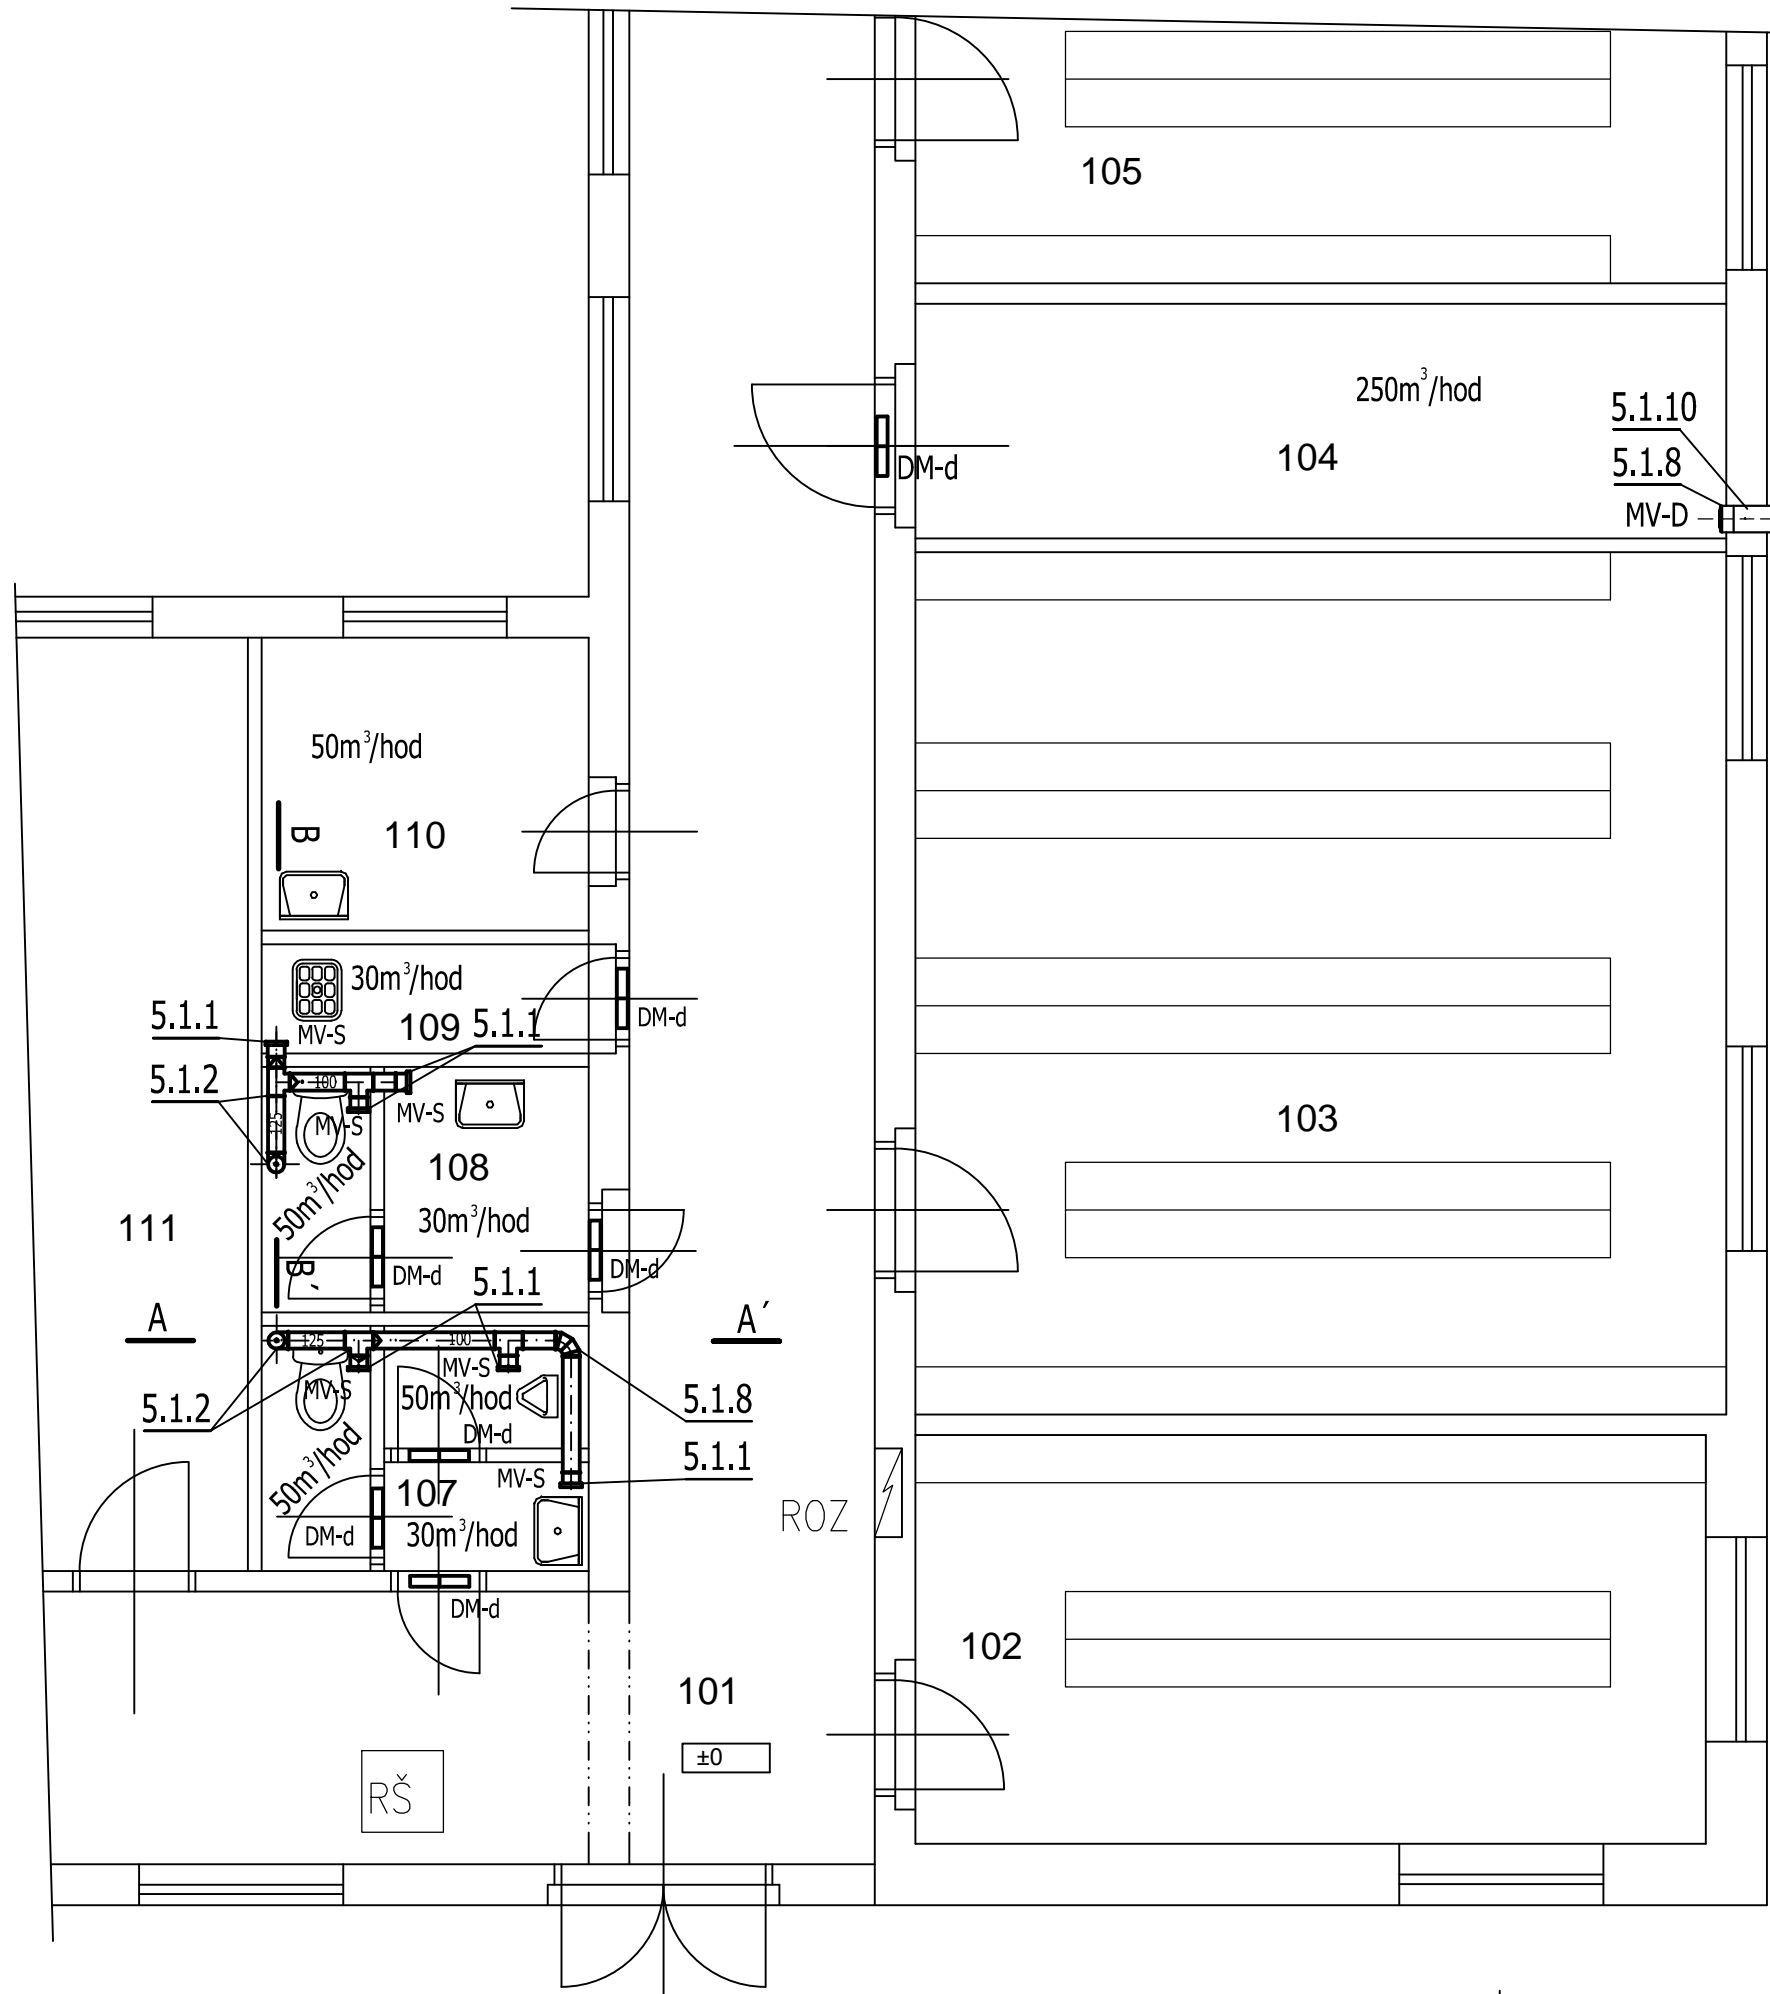 105
250m³/hod
5.1.10
104
5.1.8
DM-d
MV-D
50m³/hod
B
110
30m³/hod
5.1.1
109
5.1.1
MV-S
DM-d
5.1.2
100
125
MV-S
MV-S
103
108
50m³/hod
111
30m³/hod
B´
DM-d
DM-d
5.1.1
A
A´
125
100
MV-S
MV-S
50m³/hod
5.1.8
5.1.2
DM-d
5.1.1
50m³/hod
MV-S
107
ROZ
DM-d
30m³/hod
DM-d
102
101
±0
RŠ